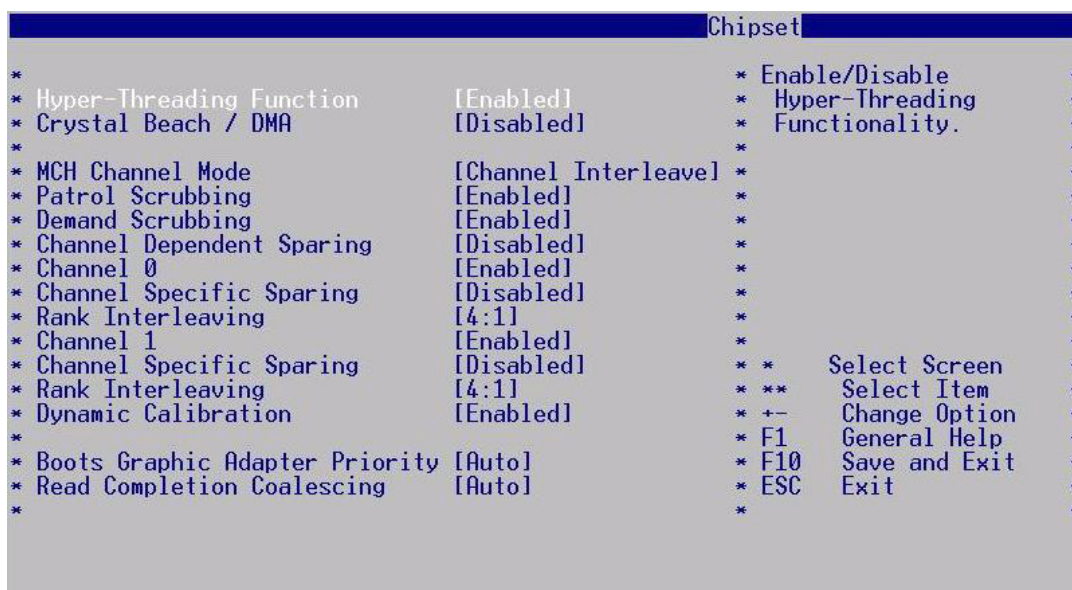 Chipset
*                                        * Enable/Disable         *
* Hyper-Threading Function     [Enabled]            *  Hyper-Threading       *
* Crystal Beach / DMA          [Disabled]           *  Functionality.        *
*                                        *                        *
* MCH Channel Mode             [Channel Interleave] *                        *
* Patrol Scrubbing             [Enabled]            *                        *
* Demand Scrubbing             [Enabled]            *                        *
* Channel Dependent Sparing    [Disabled]           *                        *
* Channel 0                    [Enabled]            *                        *
* Channel Specific Sparing     [Disabled]           *                        *
* Rank Interleaving            [4:1]                *                        *
* Channel 1                    [Enabled]            *                        *
* Channel Specific Sparing     [Disabled]           * *    Select Screen     *
* Rank Interleaving            [4:1]                * **    Select Item      *
* Dynamic Calibration          [Enabled]            * +-    Change Option    *
*                                        * F1    General Help     *
* Boots Graphic Adapter Priority [Auto]             * F10   Save and Exit    *
* Read Completion Coalescing   [Auto]               * ESC   Exit             *
*                                        *                        *